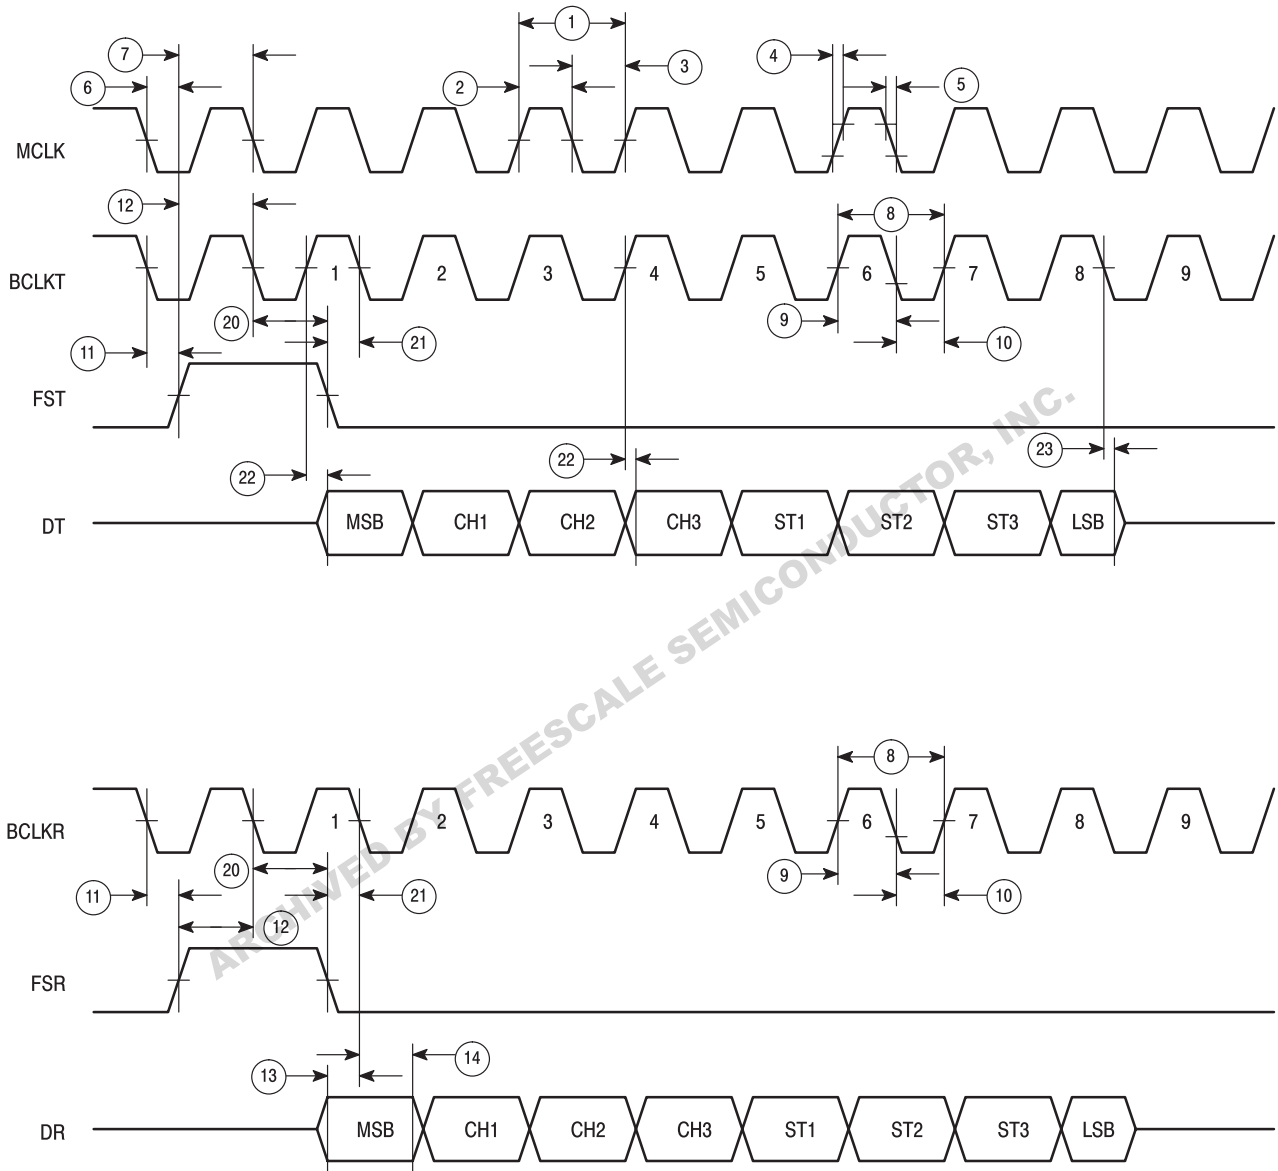 1
7
4
3
6
2
5
MCLK
12
8
BCLKT
1 2 3 4 5 6 7 8 9
20
9
21
10
11
FST
22
22
23
DT
MSB CH1 CH2 CH3 ST1 ST2 ST3 LSB
ARCHIVED BY FREESCALE SEMICONDUCTOR, INC.
8
BCLKR
1 2 3 4 5 6 7 8 9
20
9
11
21
10
12
FSR
14
13
DR
MSB CH1 CH2 CH3 ST1 ST2 ST3 LSB